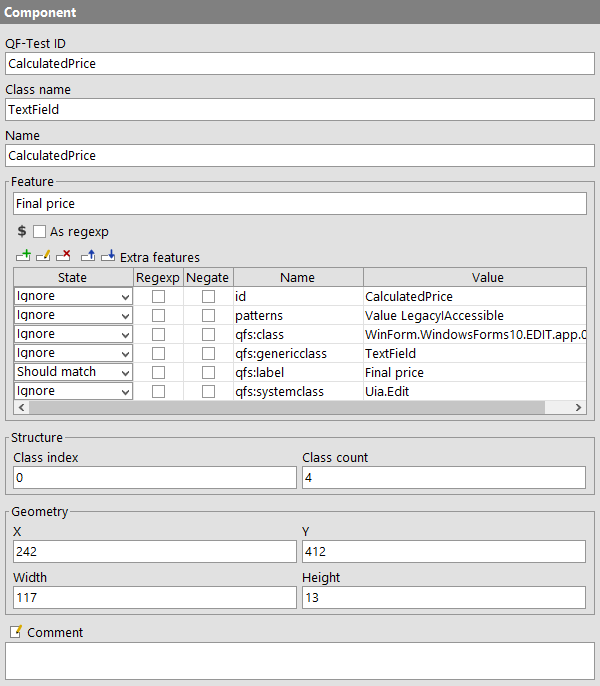 Component
QF-Test ID
CalculatedPrice
Class name
TextField
Name
CalculatedPrice
Feature
Final price
$ As regexp
Extra features
State Regexp Negate Name Value
Ignore id CalculatedPrice
Ignore patterns Value LegacyIAccessible
Ignore qfs:class WinForm.WindowsForms10.EDIT.app.0
Ignore qfs:genericclass TextField
Should match qfs:label Final price
Ignore qfs:systemclass Uia.Edit
Structure
Class index Class count
0 4
Geometry
X Y
242 412
Width Height
117 13
Comment